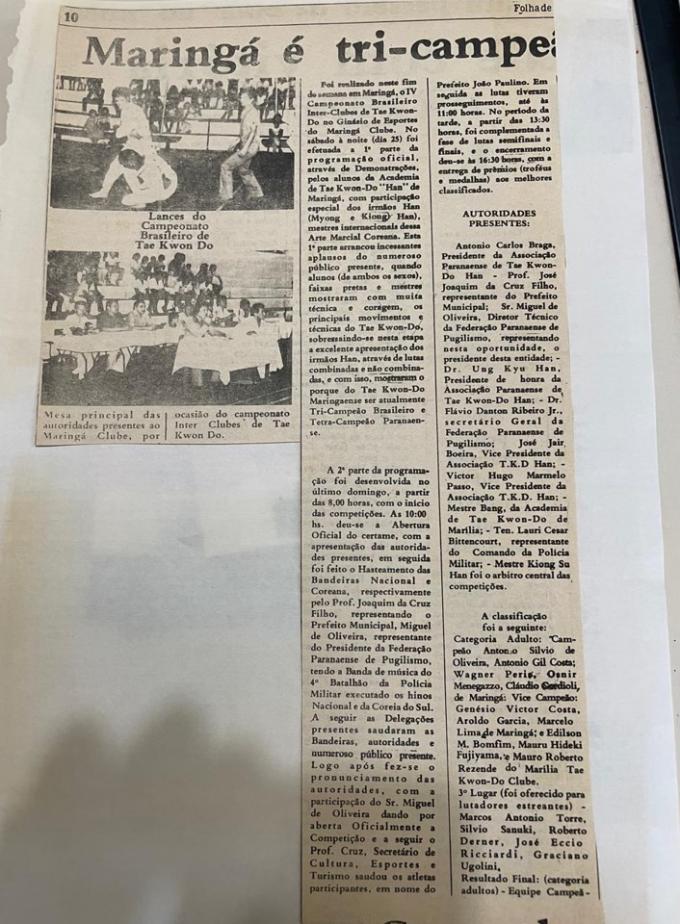 10
Folha de
Maringá é tri-campeã
Lances do
Campeonato
Brasileiro de
Tae Kwon Do
Mesa principal das
autoridades presentes ao
Maringá Clube, por
ocasião do campeonato
Inter Clubes de Tae
Kwon Do.
Foi realizado neste fim
do semana em Maringá, o IV
Campeonato Brasileiro
Inter-Clubes de Tae Kwon-
Do no Ginásio de Esportes
do Maringá Clube. No
sábado à noite (dia 25) foi
efetuada a 1ª parte da
programação oficial,
através de Demonstrações,
pelos alunos da Academia
de Tae Kwon-Do "Han" de
Maringá, com participação
especial dos irmãos Han
(Myong e Kiong Han),
mestres internacionais dessa
Arte Marcial Coreana. Esta
1ª parte arrancou incessantes
aplausos do numeroso
público presente, quando
alunos (de ambos os sexos),
faixas pretas e mestres
mostraram com muita
técnica e coragem, os
principais movimentos e
técnicas do Tae Kwon-Do,
sobressaindo-se nesta etapa
a excelente apresentação dos
irmãos Han, através de lutas
combinadas e não combina-
das, e com isso, mostraram o
porque do Tae Kwon-Do
Maringaense ser atualmente
Tri-Campeão Brasileiro e
Tetra-Campeão Paranaen-
se.
A 2ª parte da programa-
ção foi desenvolvida no
último domingo, a partir
das 8,00 horas, com o início
das competições. As 10:00
hs. deu-se a Abertura
Oficial do certame, com a
apresentação das autorida-
des presentes, em seguida
foi feito o Hasteamento das
Bandeiras Nacional e
Coreana, respectivamente
pelo Prof. Joaquim da Cruz
Filho, representando o
Prefeito Municipal, Miguel
de Oliveira, representante
do Presidente da Federação
Paranaense de Pugilismo,
tendo a Banda de música do
4º Batalhão da Polícia
Militar executado os hinos
Nacional e da Coreia do Sul.
A seguir as Delegações
presentes saudaram as
Bandeiras, autoridades e
numeroso público presente.
Logo após fez-se o
pronunciamento das
autoridades, com a
participação do Sr. Miguel
de Oliveira dando por
aberta Oficialmente a
Competição e a seguir o
Prof. Cruz, Secretário de
Cultura, Esportes e
Turismo saudou os atletas
participantes, em nome do
Prefeito João Paulino. Em
seguida as lutas tiveram
prosseguimentos, até às
11:00 horas. No período da
tarde, a partir das 13:30
horas, foi complementada a
fase de lutas semifinais e
finais, e o encerramento
deu-se às 16:30 horas, com a
entrega de prêmios (troféus
e medalhas) aos melhores
classificados.
AUTORIDADES
PRESENTES:
Antonio Carlos Braga,
Presidente da Associação
Paranaense de Tae Kwon-
Do Han - Prof. José
Joaquim da Cruz Filho,
representante do Prefeito
Municipal; Sr. Miguel de
Oliveira, Diretor Técnico
da Federação Paranaense de
Pugilismo, representando
nesta oportunidade, o
presidente desta entidade; -
Dr. Ung Kyu Han,
Presidente de honra da
Associação Paranaense de
Tae Kwon-Do Han; - Dr.
Flávio Danton Ribeiro Jr.,
secretário Geral da
Federação Paranaense de
Pugilismo; José Jair
Boeira, Vice Presidente da
Associação T.K.D Han; -
Victor Hugo Marmelo
Passo, Vice Presidente da
Associação T.K.D. Han; -
Mestre Bang, da Academia
de Tae Kwon-Do de
Marília; - Ten. Lauri Cesar
Bittencourt, representante
do Comando da Polícia
Militar; - Mestre Kiong Su
Han foi o arbitro central das
competições.
A classificação
foi a seguinte:
Categoria Adulto: Cam-
peão Antonio Silvio de
Oliveira, Antonio Gil Costa;
Wagner Peris, Osnir
Menegazzo, Cláudio Gordioli,
de Maringá: Vice Campeão:
Genésio Victor Costa,
Aroldo Garcia, Marcelo
Lima de Maringá; e Edilson
M. Bomfim, Mauru Hideki
Fujiyama, e Mauro Roberto
Rezende do Marília Tae
Kwon-Do Clube.
3º Lugar (foi oferecido para
lutadores estreantes) -
Marcos Antonio Torre,
Silvio Sanuki, Roberto
Derner, José Eccio
Ricciardi, Graciano
Ugolini,
Resultado Final: (categoria
adultos) - Equipe Campeã-